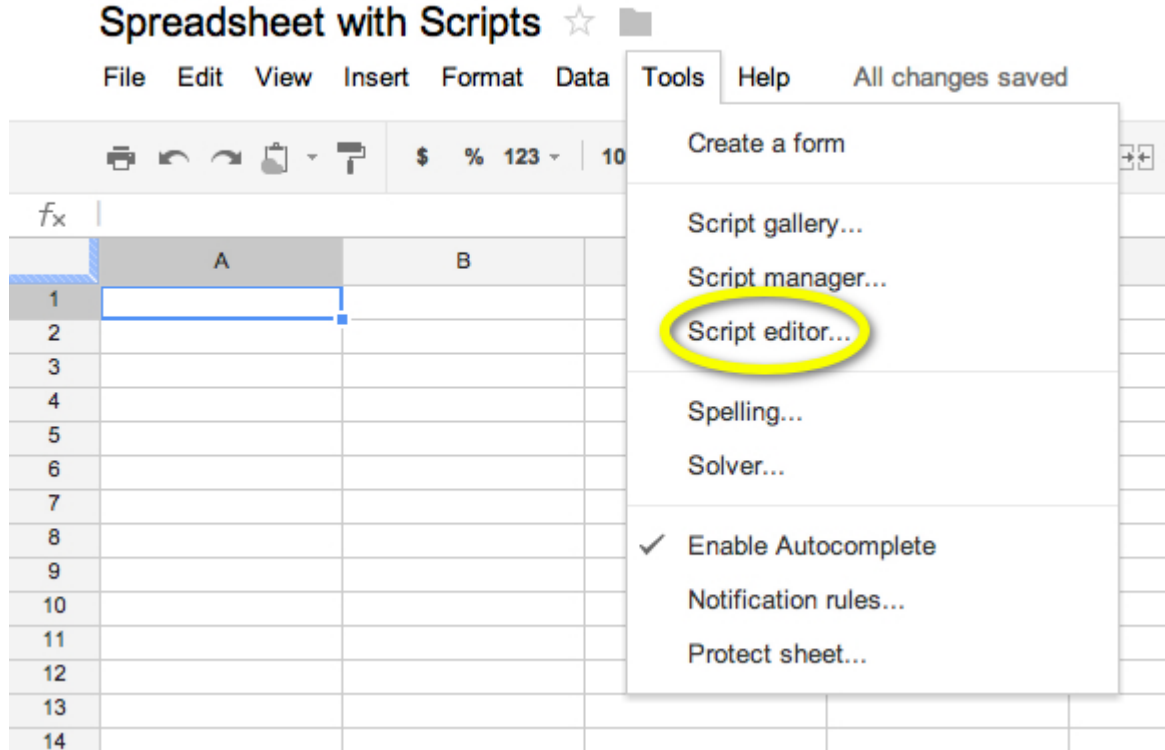 Spreadsheet with Scripts
File Edit View Insert Format Data Tools Help All changes saved
$ % 123 10
fx
A B
Create a form
Script gallery...
Script manager...
Script editor...
Spelling...
Solver...
Enable Autocomplete
Notification rules...
Protect sheet...
1
2
3
4
5
6
7
8
9
10
11
12
13
14